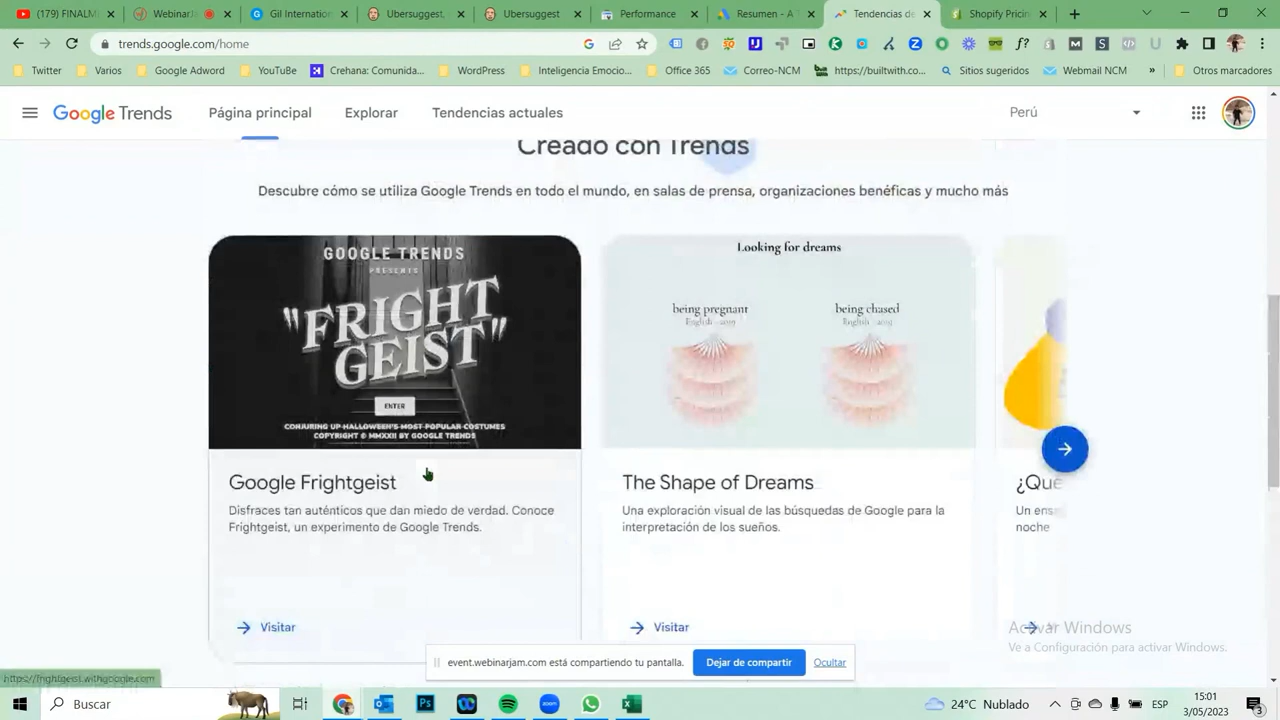 (179) FINALM
Webinar
Gil Internation
Ubersuggest,
Ubersuggest
Performance
Resumen - A
Tendencias de
Shopify Pricin
trends.google.com/home
Twitter
Varios
Google Adword
YouTube
Crehana: Comunida...
WordPress
Inteligencia Emocio...
Office 365
Correo-NCM
https://builtwith.co...
Sitios sugeridos
Webmail NCM
»
Otros marcadores
Google Trends
Página principal
Explorar
Tendencias actuales
Perú
Creado con Trends
Descubre cómo se utiliza Google Trends en todo el mundo, en salas de prensa, organizaciones benéficas y mucho más
GOOGLE TRENDS
PRESENTS
"FRIGHT
GEIST"
ENTER
CONJURING UP HALLOWEEN'S MOST POPULAR COSTUMES
COPYRIGHT © MMXXII BY GOOGLE TRENDS
Looking for dreams
being pregnant
English - 2019
being chased
English - 2019
Google Frightgeist
Disfraces tan auténticos que dan miedo de verdad. Conoce
Frightgeist, un experimento de Google Trends.
Visitar
The Shape of Dreams
Una exploración visual de las búsquedas de Google para la
interpretación de los sueños.
Visitar
¿Qué
Un ens
noche
Activar Windows
Ve a Configuración para activar Windows.
event.webinarjam.com está compartiendo tu pantalla.
Dejar de compartir
Ocultar
https://frightgeist.withgoogle.com
Buscar
24°C Nublado
ESP
15:01
3/05/2023
3